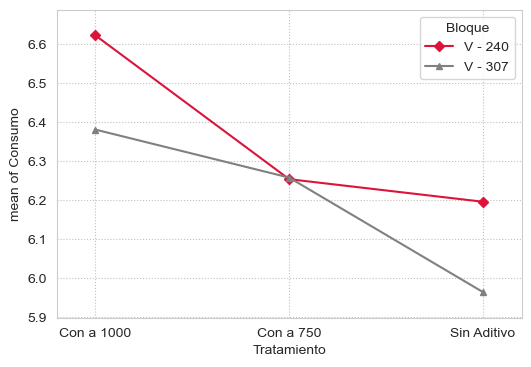 Bloque
V - 240
V - 307
mean of Consumo
6.6
6.5
6.4
6.3
6.2
6.1
6.0
5.9
Con a 1000
Con a 750
Sin Aditivo
Tratamiento